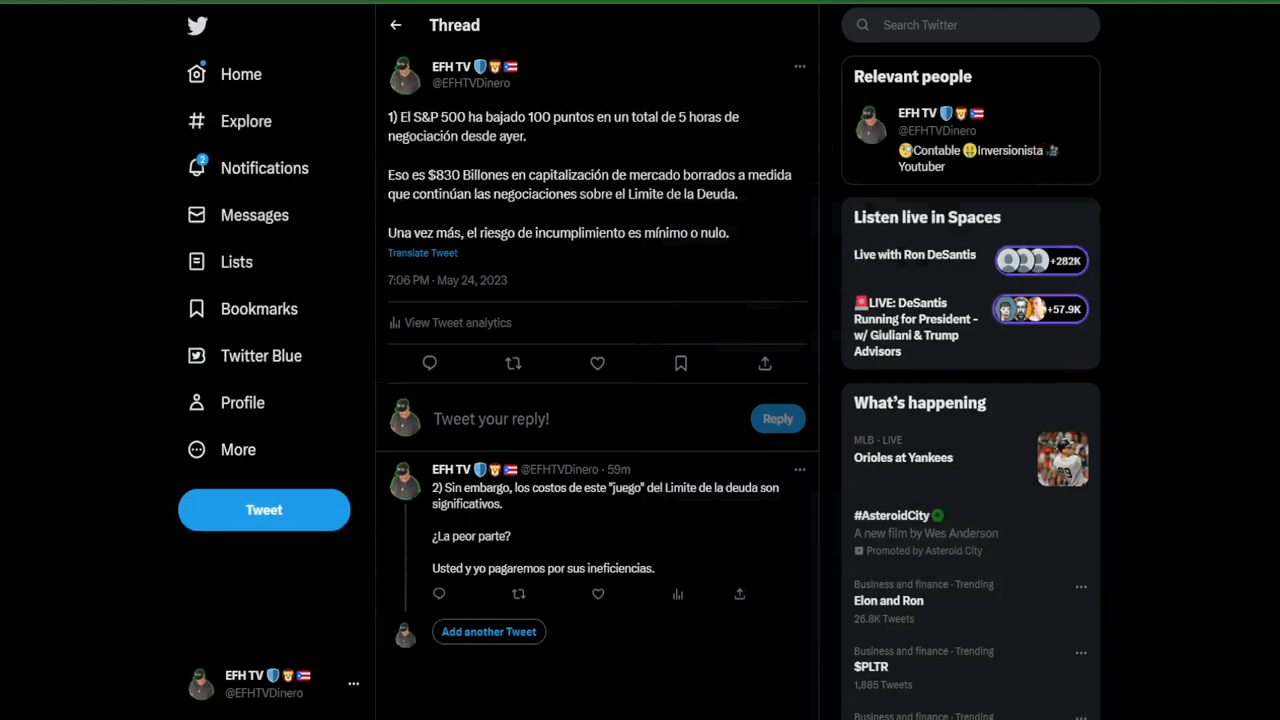 Home
Explore
2
Notifications
Messages
Lists
Bookmarks
Twitter Blue
Profile
More
Tweet
EFH TV
@EFHTVDinero
Thread
EFH TV
@EFHTVDinero
1) El S&P 500 ha bajado 100 puntos en un total de 5 horas de
negociación desde ayer.
Eso es $830 Billones en capitalización de mercado borrados a medida
que continúan las negociaciones sobre el Limite de la Deuda.
Una vez más, el riesgo de incumplimiento es mínimo o nulo.
Translate Tweet
7:06 PM · May 24, 2023
View Tweet analytics
Tweet your reply!
Reply
EFH TV @EFHTVDinero · 59m
2) Sin embargo, los costos de este "juego" del Limite de la deuda son
significativos.
¿La peor parte?
Usted y yo pagaremos por sus ineficiencias.
Add another Tweet
Search Twitter
Relevant people
EFH TV
@EFHTVDinero
Contable Inversionista
Youtuber
Listen live in Spaces
Live with Ron DeSantis
+282K
LIVE: DeSantis
Running for President -
w/ Giuliani & Trump
Advisors
+57.9K
What's happening
MLB · LIVE
Orioles at Yankees
#AsteroidCity
A new film by Wes Anderson
Promoted by Asteroid City
Business and finance · Trending
Elon and Ron
26.8K Tweets
Business and finance · Trending
$PLTR
1,885 Tweets
Business and finance · Trending